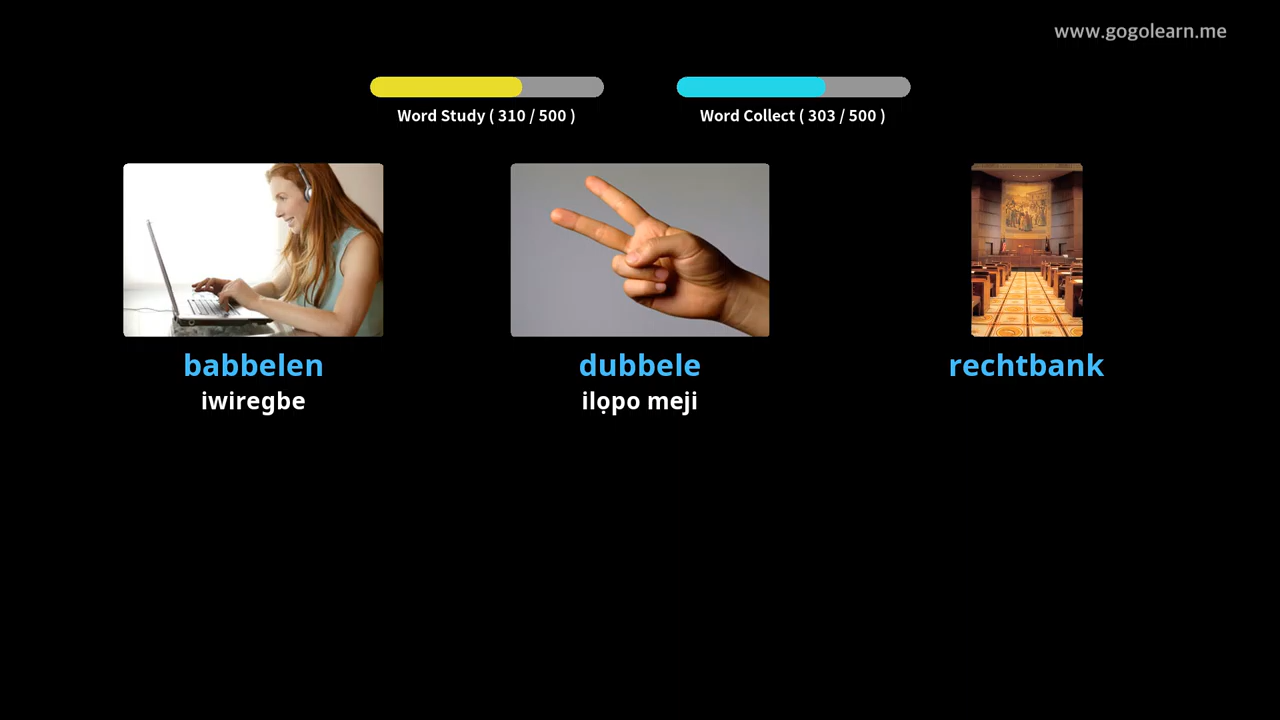 www.gogolearn.me
Word Study ( 310 / 500 )
Word Collect ( 303 / 500 )
babbelen
dubbele
rechtbank
iwiregbe
ilọpo meji